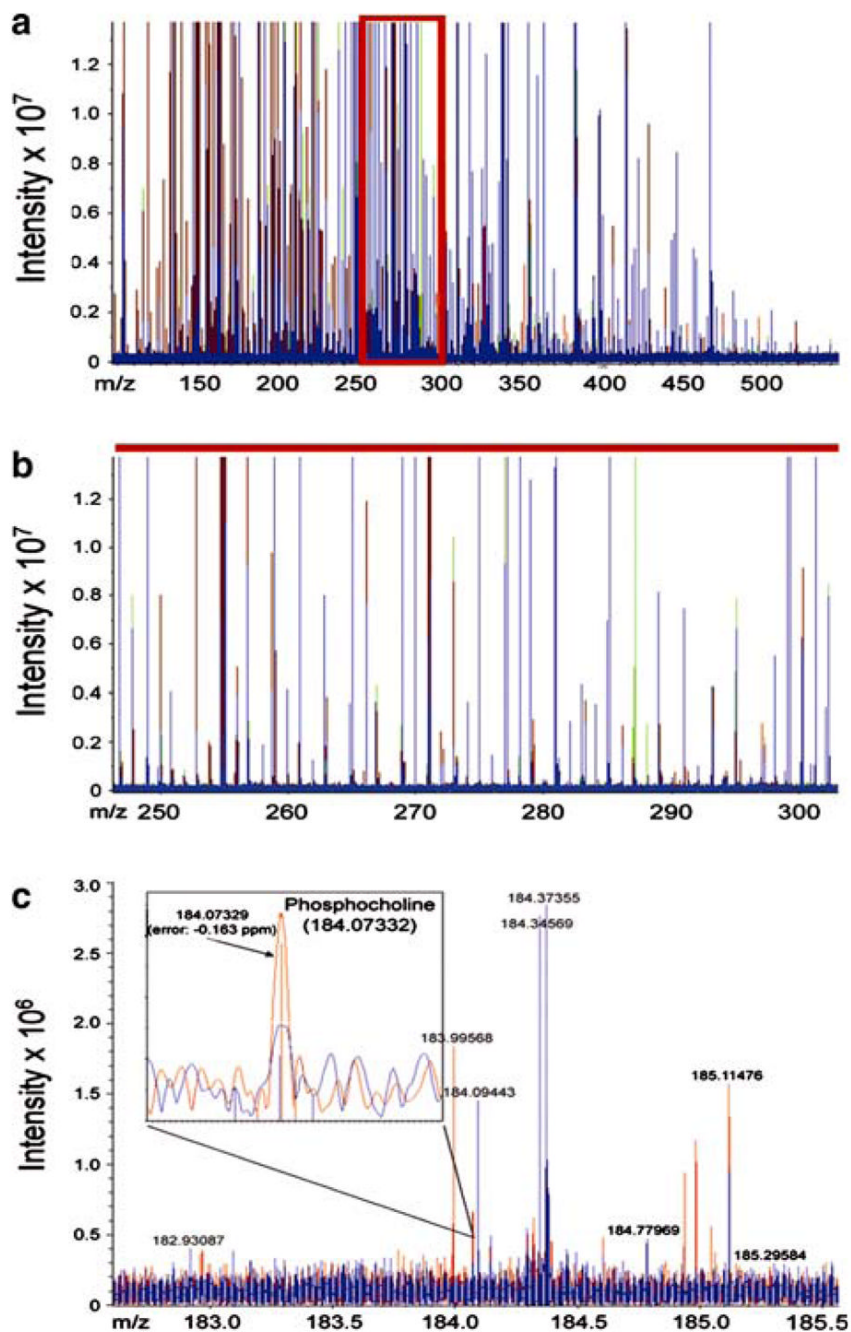 a
Intensity x 10⁷
1.2
1.0
0.8
0.6
0.4
0.2
0
m/z 150 200 250 300 350 400 450 500
b
Intensity x 10⁷
1.2
1.0
0.8
0.6
0.4
0.2
0
m/z 250 260 270 280 290 300
c
Intensity x 10⁶
3.0
2.5
2.0
1.5
1.0
0.5
0
Phosphocholine
(184.07332)
184.07329
(error: -0.163 ppm)
184.37355
184.34569
183.99568
184.09443
185.11476
182.93087
184.77969
185.29584
m/z 183.0 183.5 184.0 184.5 185.0 185.5